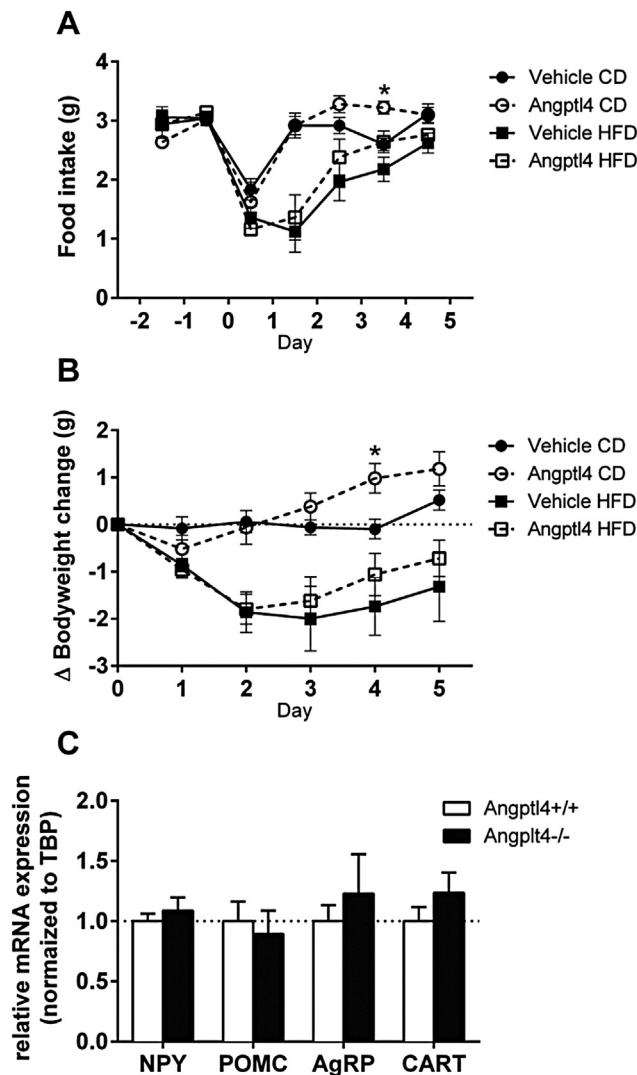 A
Food intake (g)
4
3
2
1
0
*
-2 -1 0 1 2 3 4 5
Day
Vehicle CD
Angptl4 CD
Vehicle HFD
Angptl4 HFD
B
Δ Bodyweight change (g)
2
1
0
-1
-2
-3
*
0 1 2 3 4 5
Day
Vehicle CD
Angptl4 CD
Vehicle HFD
Angptl4 HFD
C
relative mRNA expression
(normaized to TBP)
2.0
1.5
1.0
0.5
0.0
Angptl4+/+
Angplt4-/-
NPY POMC AgRP CART